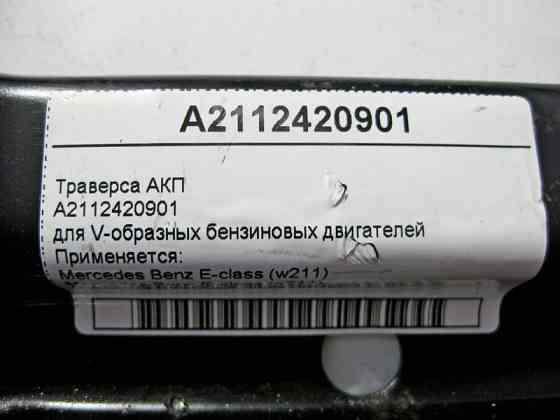 A2112420901
Траверса АКП
A2112420901
для V-образных бензиновых двигателей
Применяется:
Mercedes Benz E-class (w211)